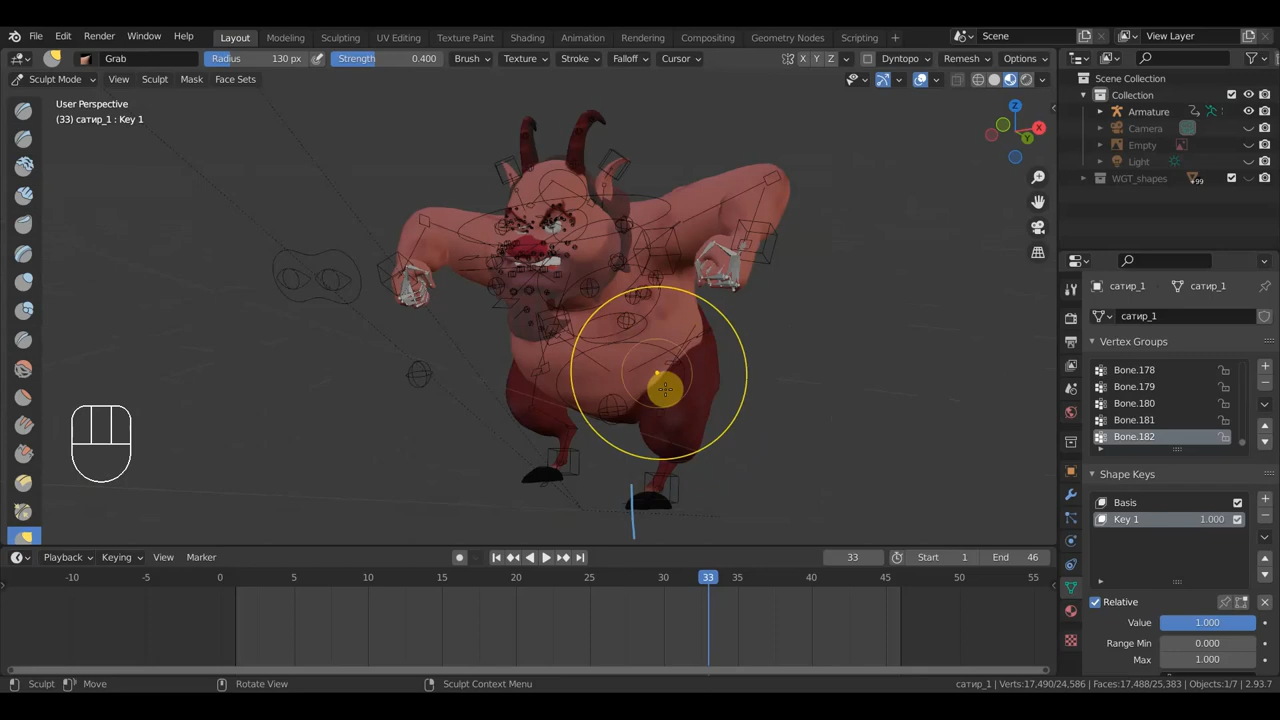 File Edit Render Window Help Layout Modeling Sculpting UV Editing Texture Paint Shading Animation Rendering Compositing Geometry Nodes Scripting + Scene View Layer
Grab Radius 130 px Strength 0.400 Brush Texture Stroke Falloff Cursor X Y Z Dyntopo Remesh Options
Sculpt Mode View Sculpt Mask Face Sets
Scene Collection
Collection
Armature
Camera
Empty
Light
WGT_shapes 99
User Perspective
(33) сатир_1 : Key 1
Z
X
Y
сатир_1 сатир_1
сатир_1
Vertex Groups
Bone.178
Bone.179
Bone.180
Bone.181
Bone.182
Shape Keys
Basis
Key 1 1.000
Relative
Value 1.000
Range Min 0.000
Max 1.000
Playback Keying View Marker 33 Start 1 End 46
-10 -5 0 5 10 15 20 25 30 33 35 40 45 50 55
Sculpt Move Rotate View Sculpt Context Menu сатир_1 | Verts:17,490/24,586 | Faces:17,488/25,383 | Objects:1/7 | 2.93.7